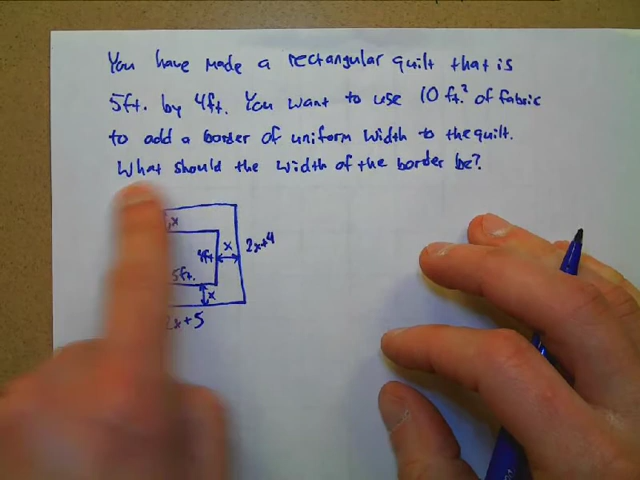 You have made a rectangular quilt that is
5ft. by 4ft. You want to use 10 ft.² of fabric
to add a border of uniform width to the quilt.
What should the width of the border be?
x
4ft x 2x+4
5ft.
x
2x+5